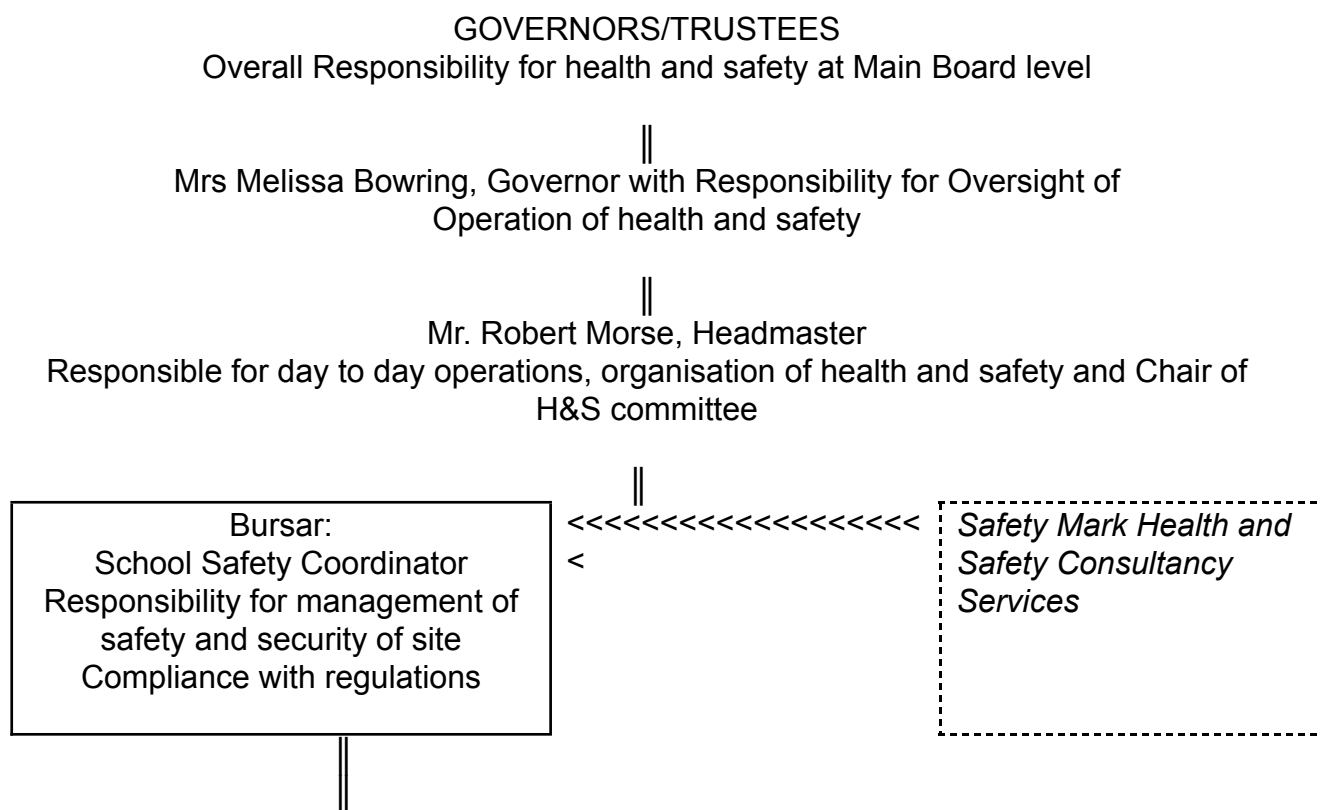 GOVERNORS/TRUSTEES
Overall Responsibility for health and safety at Main Board level
║
Mrs Melissa Bowring, Governor with Responsibility for Oversight of
Operation of health and safety
║
Mr. Robert Morse, Headmaster
Responsible for day to day operations, organisation of health and safety and Chair of
H&S committee
║
Bursar:
School Safety Coordinator
Responsibility for management of
safety and security of site
Compliance with regulations
<<<<<<<<<<<<<<<<<<<
<
Safety Mark Health and
Safety Consultancy
Services
║
║